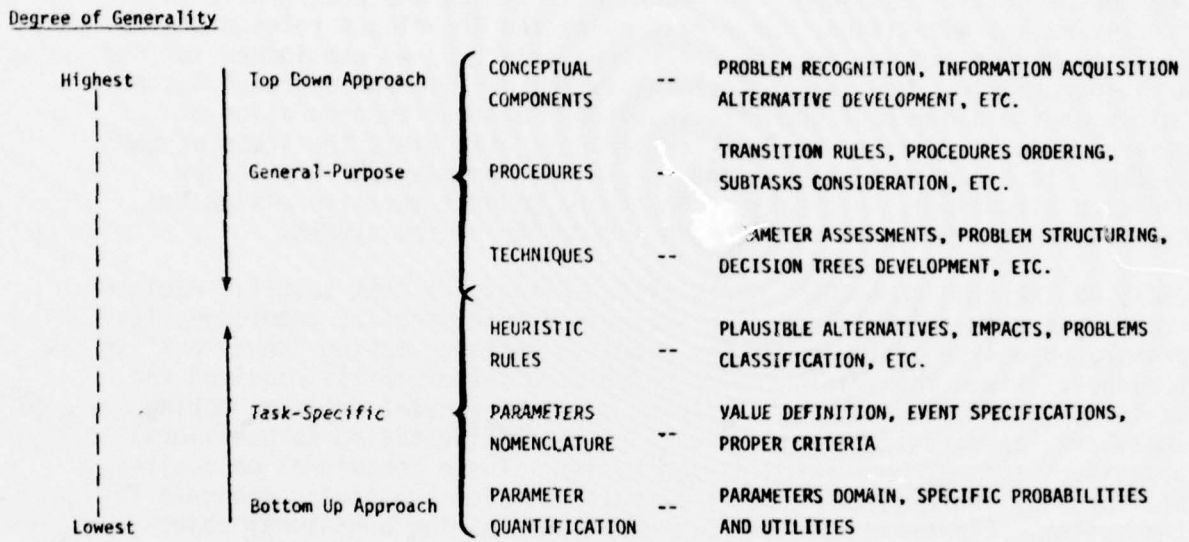 Degree of Generality
Highest
Top Down Approach
CONCEPTUAL -- PROBLEM RECOGNITION, INFORMATION ACQUISITION
COMPONENTS ALTERNATIVE DEVELOPMENT, ETC.
General-Purpose
PROCEDURES -- TRANSITION RULES, PROCEDURES ORDERING,
SUBTASKS CONSIDERATION, ETC.
TECHNIQUES -- ASSESSMENTS, PROBLEM STRUCTURING,
DECISION TREES DEVELOPMENT, ETC.
HEURISTIC PLAUSIBLE ALTERNATIVES, IMPACTS, PROBLEMS
RULES -- CLASSIFICATION, ETC.
Task-Specific
PARAMETERS VALUE DEFINITION, EVENT SPECIFICATIONS,
NOMENCLATURE -- PROPER CRITERIA
Bottom Up Approach
PARAMETER -- PARAMETERS DOMAIN, SPECIFIC PROBABILITIES
QUANTIFICATION AND UTILITIES
Lowest